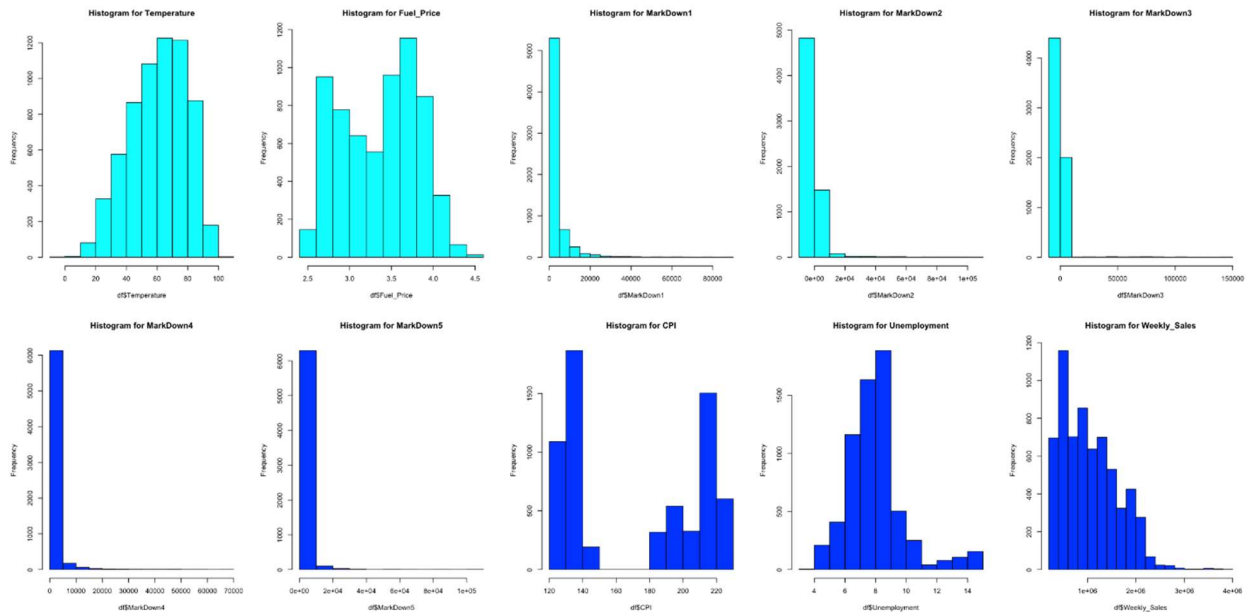 Histogram for Temperature
Frequency
0 200 400 600 800 1000 1200
0 20 40 60 80 100
df$Temperature
Histogram for Fuel_Price
Frequency
0 200 400 600 800 1000 1200
2.5 3.0 3.5 4.0 4.5
df$Fuel_Price
Histogram for MarkDown1
Frequency
0 1000 2000 3000 4000 5000
0 20000 40000 60000 80000
df$MarkDown1
Histogram for MarkDown2
Frequency
0 1000 2000 3000 4000 5000
0e+00 2e+04 4e+04 6e+04 8e+04 1e+05
df$MarkDown2
Histogram for MarkDown3
Frequency
0 1000 2000 3000 4000
0 50000 100000 150000
df$MarkDown3
Histogram for MarkDown4
Frequency
0 1000 2000 3000 4000 5000 6000
0 10000 20000 30000 40000 50000 60000 70000
df$MarkDown4
Histogram for MarkDown5
Frequency
0 1000 2000 3000 4000 5000 6000
0e+00 2e+04 4e+04 6e+04 8e+04 1e+05
df$MarkDown5
Histogram for CPI
Frequency
0 500 1000 1500
120 140 160 180 200 220
df$CPI
Histogram for Unemployment
Frequency
0 500 1000 1500
4 6 8 10 12 14
df$Unemployment
Histogram for Weekly_Sales
Frequency
0 200 400 600 800 1000 1200
1e+06 2e+06 3e+06 4e+06
df$Weekly_Sales